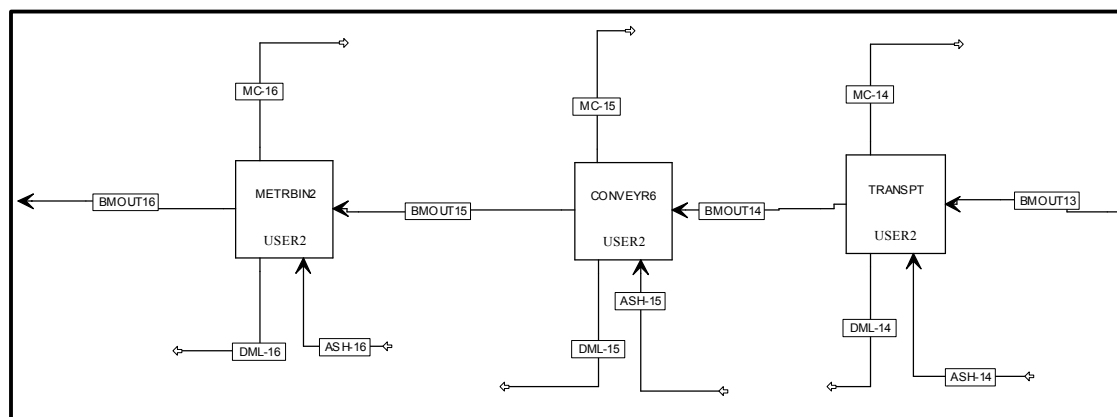 MC-16
MC-15
MC-14
METRBIN2
CONVEYR6
TRANSPT
BMOUT16
BMOUT15
BMOUT14
BMOUT13
USER2
USER2
USER2
ASH-15
DML-16
ASH-16
DML-15
DML-14
ASH-14